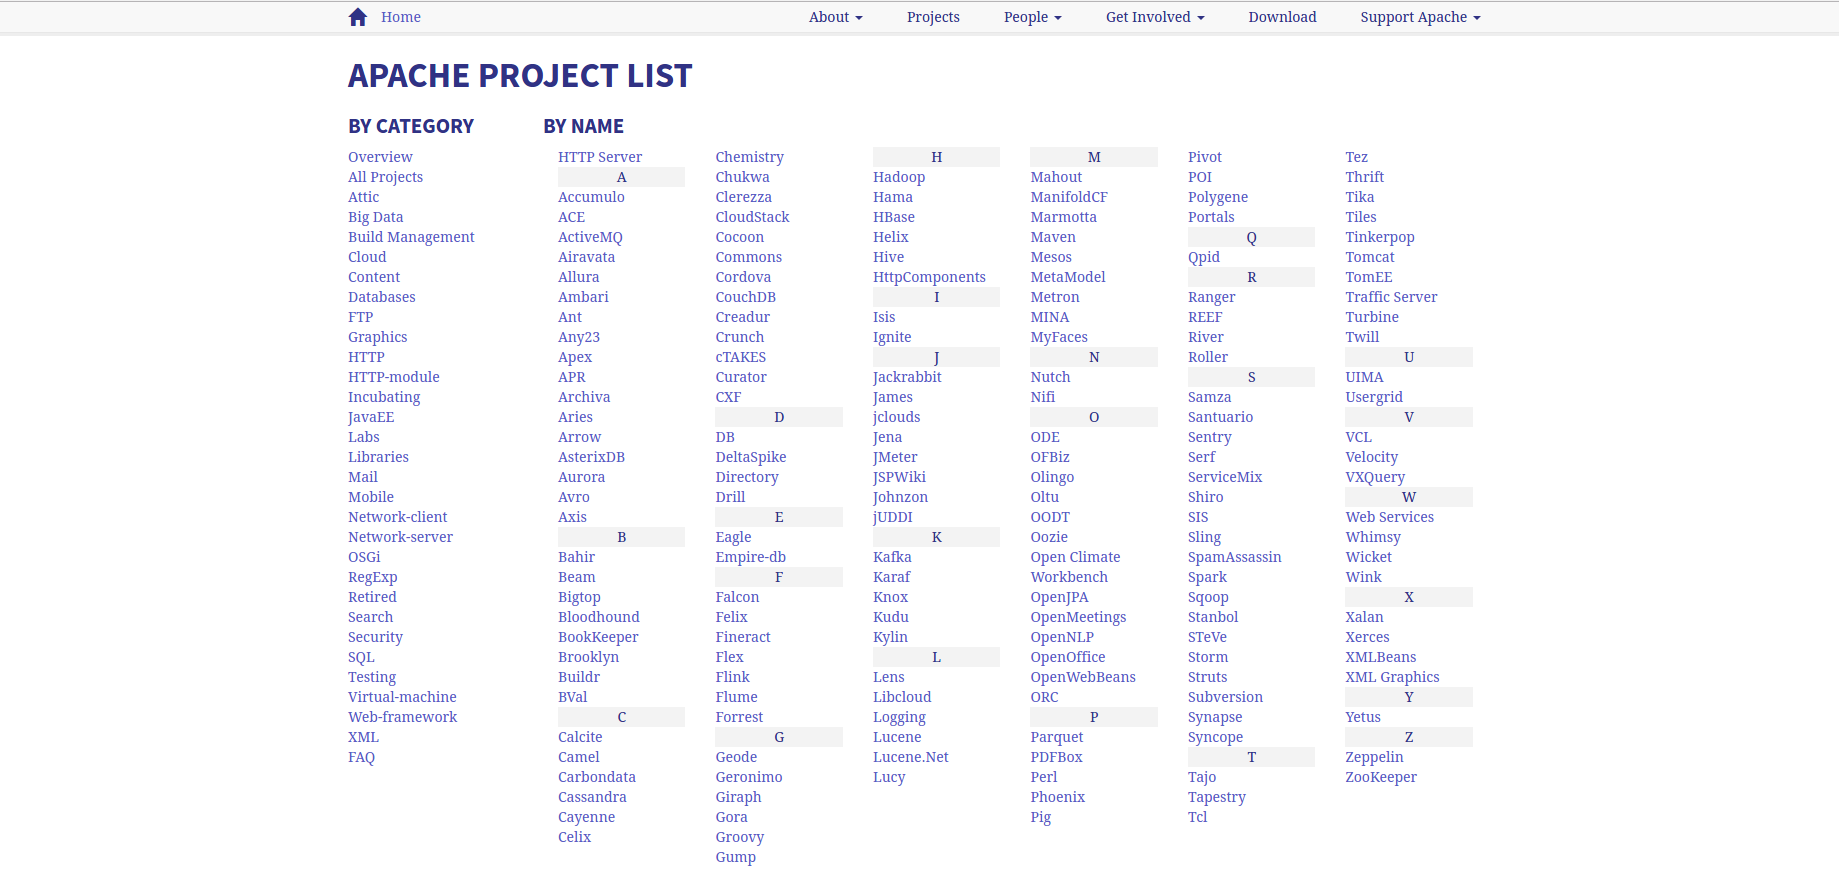 Home
About
Projects
People
Get Involved
Download
Support Apache
APACHE PROJECT LIST
BY CATEGORY
Overview
All Projects
Attic
Big Data
Build Management
Cloud
Content
Databases
FTP
Graphics
HTTP
HTTP-module
Incubating
JavaEE
Labs
Libraries
Mail
Mobile
Network-client
Network-server
OSGi
RegExp
Retired
Search
Security
SQL
Testing
Virtual-machine
Web-framework
XML
FAQ
BY NAME
HTTP Server
A
Accumulo
ACE
ActiveMQ
Airavata
Allura
Ambari
Ant
Any23
Apex
APR
Archiva
Aries
Arrow
AsterixDB
Aurora
Avro
Axis
B
Bahir
Beam
Bigtop
Bloodhound
BookKeeper
Brooklyn
Buildr
BVal
C
Calcite
Camel
Carbondata
Cassandra
Cayenne
Celix
Chemistry
Chukwa
Clerezza
CloudStack
Cocoon
Commons
Cordova
CouchDB
Creadur
Crunch
cTAKES
Curator
CXF
D
DB
DeltaSpike
Directory
Drill
E
Eagle
Empire-db
F
Falcon
Felix
Fineract
Flex
Flink
Flume
Forrest
G
Geode
Geronimo
Giraph
Gora
Groovy
Gump
H
Hadoop
Hama
HBase
Helix
Hive
HttpComponents
I
Isis
Ignite
J
Jackrabbit
James
jclouds
Jena
JMeter
JSPWiki
Johnzon
jUDDI
K
Kafka
Karaf
Knox
Kudu
Kylin
L
Lens
Libcloud
Logging
Lucene
Lucene.Net
Lucy
M
Mahout
ManifoldCF
Marmotta
Maven
Mesos
MetaModel
Metron
MINA
MyFaces
N
Nutch
Nifi
O
ODE
OFBiz
Olingo
Oltu
OODT
Oozie
Open Climate
Workbench
OpenJPA
OpenMeetings
OpenNLP
OpenOffice
OpenWebBeans
ORC
P
Parquet
PDFBox
Perl
Phoenix
Pig
Pivot
POI
Polygene
Portals
Q
Qpid
R
Ranger
REEF
River
Roller
S
Samza
Santuario
Sentry
Serf
ServiceMix
Shiro
SIS
Sling
SpamAssassin
Spark
Sqoop
Stanbol
STeVe
Storm
Struts
Subversion
Synapse
Syncope
T
Tajo
Tapestry
Tcl
Tez
Thrift
Tika
Tiles
Tinkerpop
Tomcat
TomEE
Traffic Server
Turbine
Twill
U
UIMA
Usergrid
V
VCL
Velocity
VXQuery
W
Web Services
Whimsy
Wicket
Wink
X
Xalan
Xerces
XMLBeans
XML Graphics
Y
Yetus
Z
Zeppelin
ZooKeeper